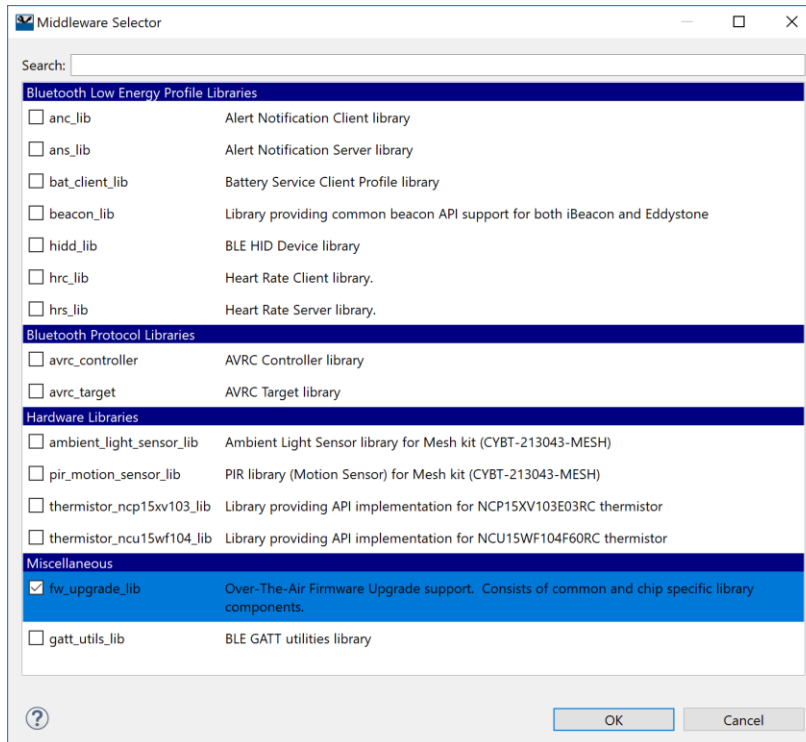 Middleware Selector
Search:
Bluetooth Low Energy Profile Libraries
anc_lib Alert Notification Client library
ans_lib Alert Notification Server library
bat_client_lib Battery Service Client Profile library
beacon_lib Library providing common beacon API support for both iBeacon and Eddystone
hidd_lib BLE HID Device library
hrc_lib Heart Rate Client library.
hrs_lib Heart Rate Server library.
Bluetooth Protocol Libraries
avrc_controller AVRC Controller library
avrc_target AVRC Target library
Hardware Libraries
ambient_light_sensor_lib Ambient Light Sensor library for Mesh kit (CYBT-213043-MESH)
pir_motion_sensor_lib PIR library (Motion Sensor) for Mesh kit (CYBT-213043-MESH)
thermistor_ncp15xv103_lib Library providing API implementation for NCP15XV103E03RC thermistor
thermistor_ncu15wf104_lib Library providing API implementation for NCU15WF104F60RC thermistor
Miscellaneous
fw_upgrade_lib Over-The-Air Firmware Upgrade support. Consists of common and chip specific library
components.
gatt_utils_lib BLE GATT utilities library
?
OK Cancel